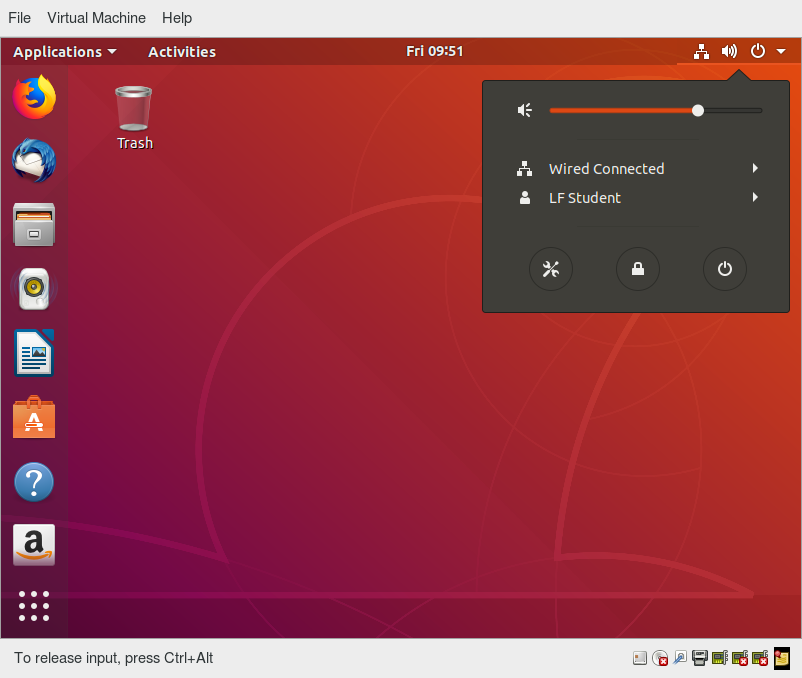 File Virtual Machine Help
Applications Activities Fri 09:51
Trash
Wired Connected
LF Student
To release input, press Ctrl+Alt